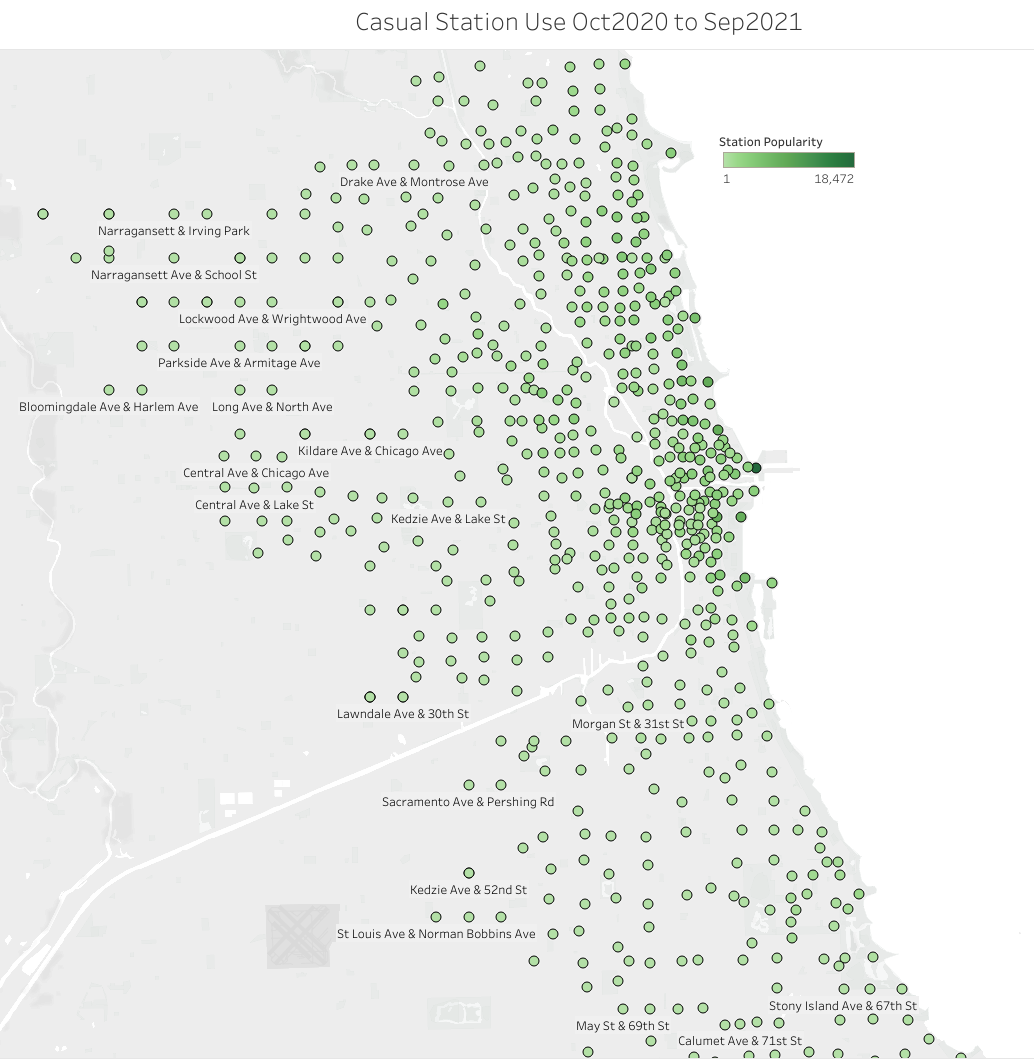 Casual Station Use Oct2020 to Sep2021
Station Popularity
1 18,472
Drake Ave & Montrose Ave
Narragansett & Irving Park
Narragansett Ave & School St
Lockwood Ave & Wrightwood Ave
Parkside Ave & Armitage Ave
Bloomingdale Ave & Harlem Ave
Long Ave & North Ave
Kildare Ave & Chicago Ave
Central Ave & Chicago Ave
Central Ave & Lake St
Kedzie Ave & Lake St
Lawndale Ave & 30th St
Morgan St & 31st St
Sacramento Ave & Pershing Rd
Kedzie Ave & 52nd St
St Louis Ave & Norman Bobbins Ave
Stony Island Ave & 67th St
May St & 69th St
Calumet Ave & 71st St